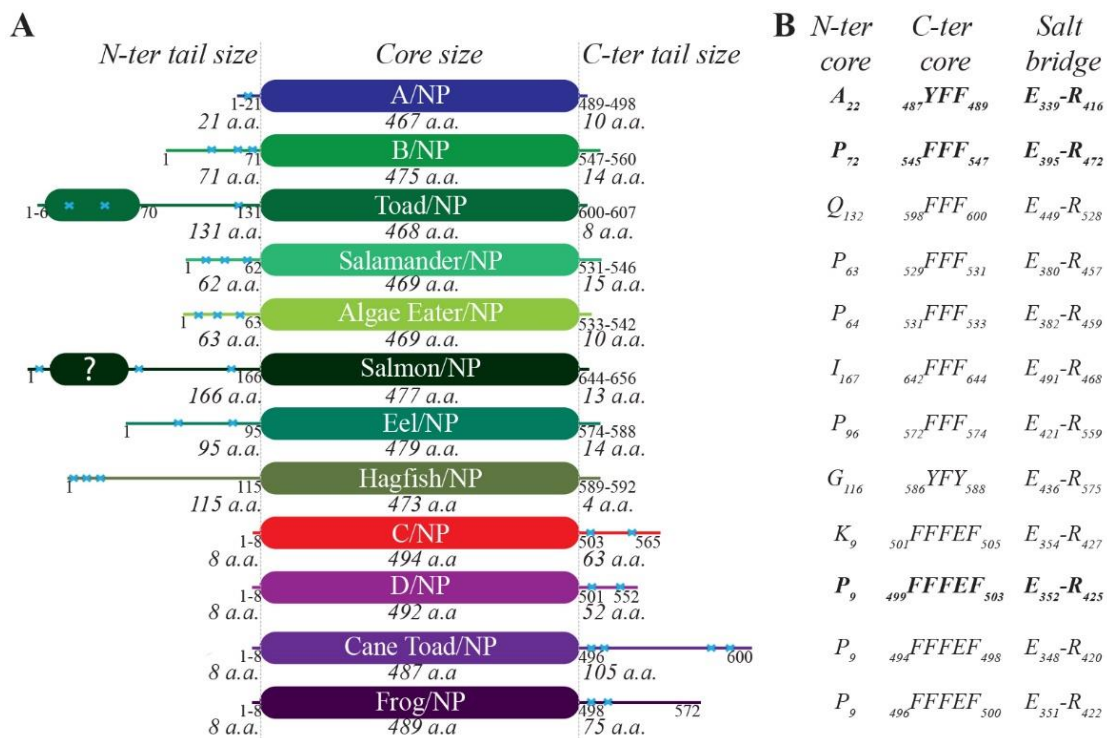 A
N-ter tail size Core size C-ter tail size
1-21 A/NP 489-498
21 a.a. 467 a.a. 10 a.a.
1 71 B/NP 547-560
71 a.a. 475 a.a. 14 a.a.
1-6 70 131 Toad/NP 600-607
131 a.a. 468 a.a. 8 a.a.
1 62 Salamander/NP 531-546
62 a.a. 469 a.a. 15 a.a.
1 63 Algae Eater/NP 533-542
63 a.a. 469 a.a. 10 a.a.
1 ? 166 Salmon/NP 644-656
166 a.a. 477 a.a. 13 a.a.
1 95 Eel/NP 574-588
95 a.a. 479 a.a. 14 a.a.
1 115 Hagfish/NP 589-592
115 a.a. 473 a.a 4 a.a.
1-8 C/NP 503 565
8 a.a. 494 a.a 63 a.a.
1-8 D/NP 501 552
8 a.a. 492 a.a 52 a.a.
1-8 Cane Toad/NP 496 600
8 a.a. 487 a.a 105 a.a.
1-8 Frog/NP 498 572
8 a.a. 489 a.a 75 a.a.
B
N-ter C-ter Salt
core core bridge
A22 487YFF489 E339-R416
P72 545FFF547 E395-R472
Q132 598FFF600 E449-R528
P63 529FFF531 E380-R457
P64 531FFF533 E382-R459
I167 642FFF644 E491-R468
P96 572FFF574 E421-R559
G116 586YFY588 E436-R575
K9 501FFFEF505 E354-R427
P9 499FFFEF503 E352-R425
P9 494FFFEF498 E348-R420
P9 496FFFEF500 E351-R422